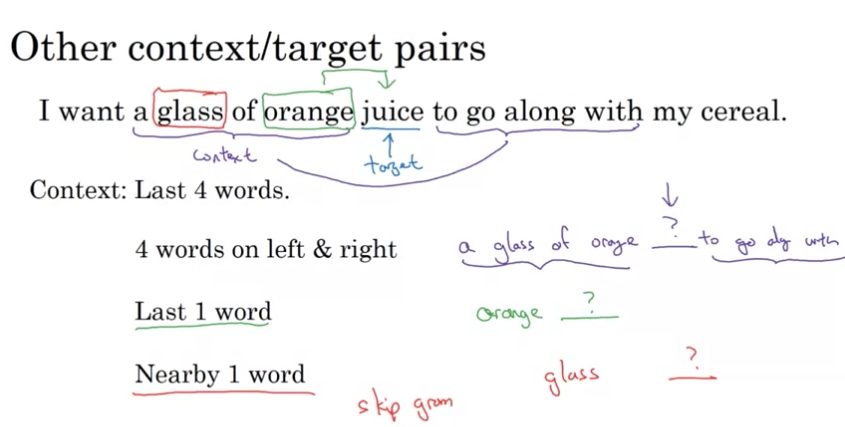 Other context/target pairs
I want a glass of orange juice to go along with my cereal.
context target
Context: Last 4 words.
?
4 words on left & right a glass of orange to go alg with
?
Last 1 word orange
?
Nearby 1 word glass
skip gram